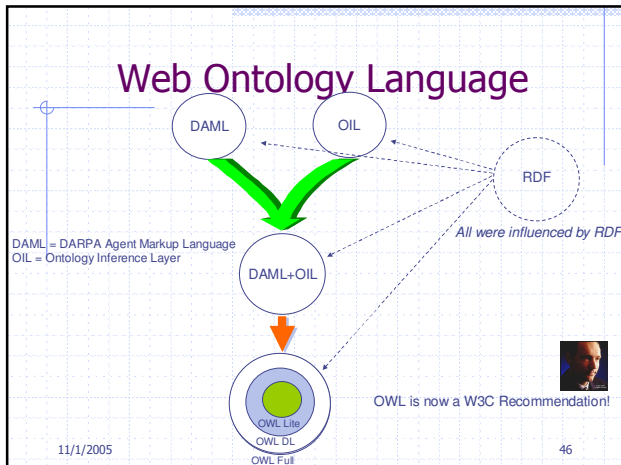 Web Ontology Language
DAML
OIL
RDF
All were influenced by RDF
DAML = DARPA Agent Markup Language
OIL = Ontology Inference Layer
DAML+OIL
OWL is now a W3C Recommendation!
OWL Lite
OWL DL
OWL Full
11/1/2005
46